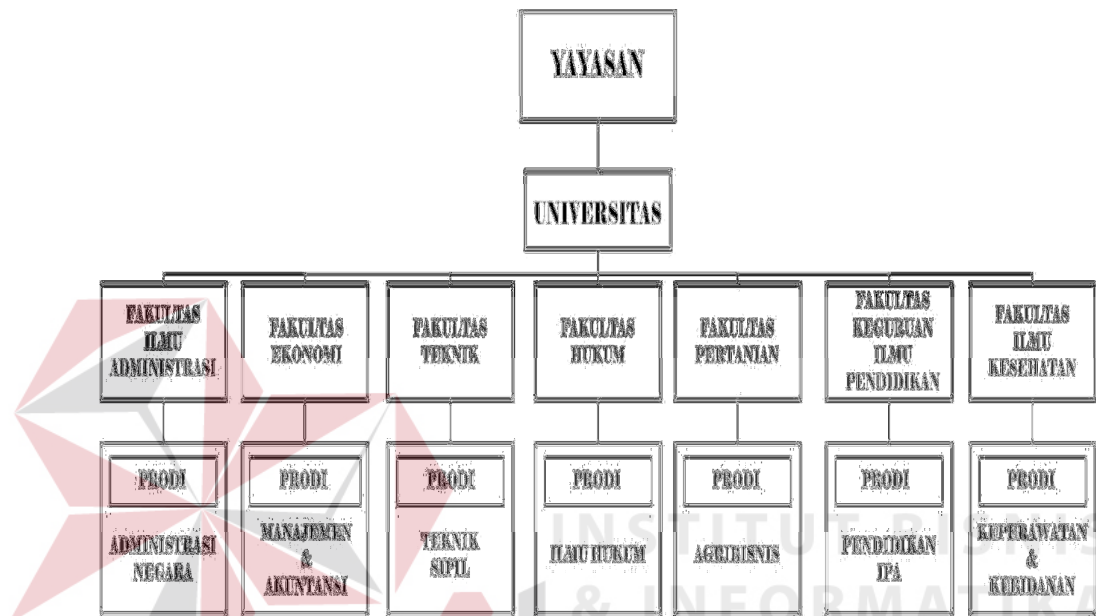 YAYASAN
UNIVERSITAS
FAKULTAS
ILMU
ADMINISTRASI
FAKULTAS
EKONOMI
FAKULTAS
TEKNIK
FAKULTAS
HUKUM
FAKULTAS
PERTANIAN
FAKULTAS
KEGURUAN
ILMU
PENDIDIKAN
FAKULTAS
ILMU
KESEHATAN
PRODI
ADMINISTRASI
NEGARA
PRODI
MANAJEMEN
&
AKUNTANSI
PRODI
TEKNIK
SIPIL
PRODI
ILMU HUKUM
PRODI
AGRIBISNIS
PRODI
PENDIDIKAN
IPA
PRODI
KEPERAWATAN
&
KEBIDANAN
INSTITUT BISNIS
& INFORMATIKA